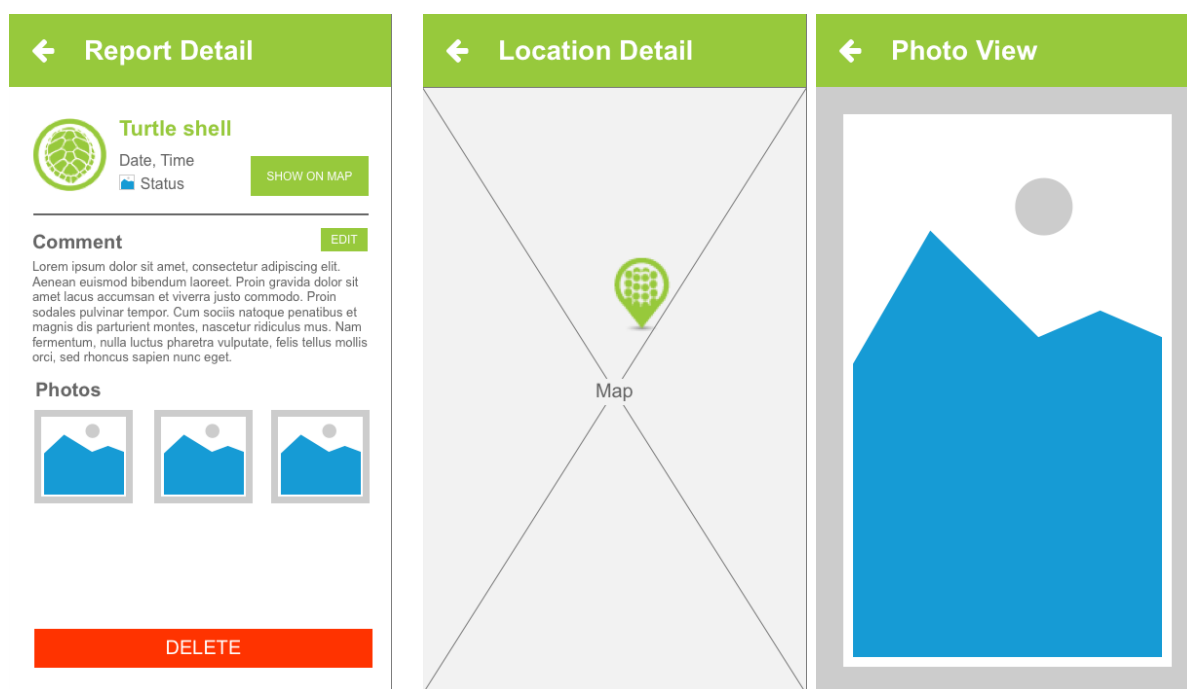 Report Detail
Turtle shell
Date, Time
Status
SHOW ON MAP
Comment
EDIT
Lorem ipsum dolor sit amet, consectetur adipiscing elit.
Aenean euismod bibendum laoreet. Proin gravida dolor sit
amet lacus accumsan et viverra justo commodo. Proin
sodales pulvinar tempor. Cum sociis natoque penatibus et
magnis dis parturient montes, nascetur ridiculus mus. Nam
fermentum, nulla luctus pharetra vulputate, felis tellus mollis
orci, sed rhoncus sapien nunc eget.
Photos
DELETE
Location Detail
Map
Photo View